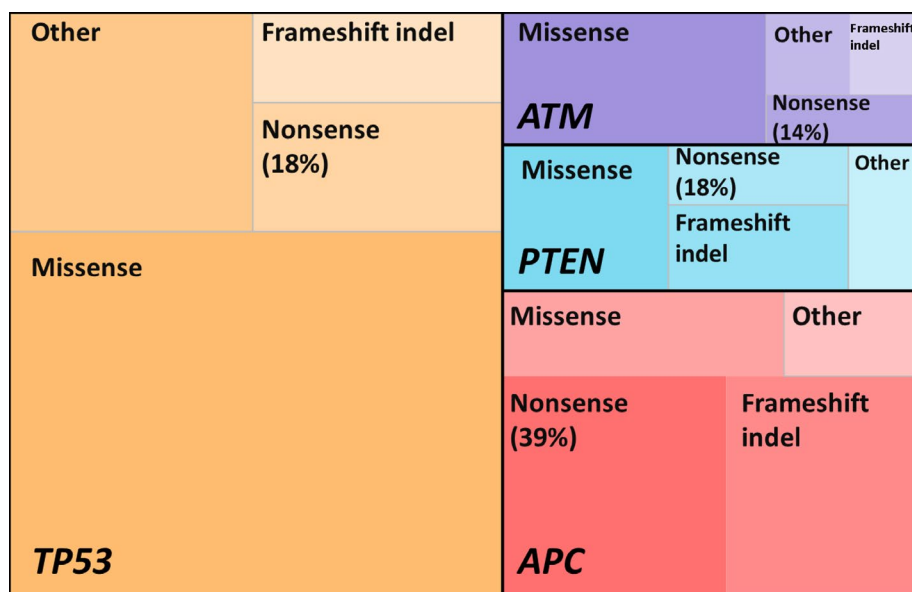 Other
Frameshift indel
Nonsense
(18%)
Missense
TP53
Missense
Other
Frameshift
indel
Nonsense
(14%)
ATM
Missense
Nonsense
(18%)
Other
Frameshift
indel
PTEN
Missense
Other
Nonsense
(39%)
Frameshift
indel
APC